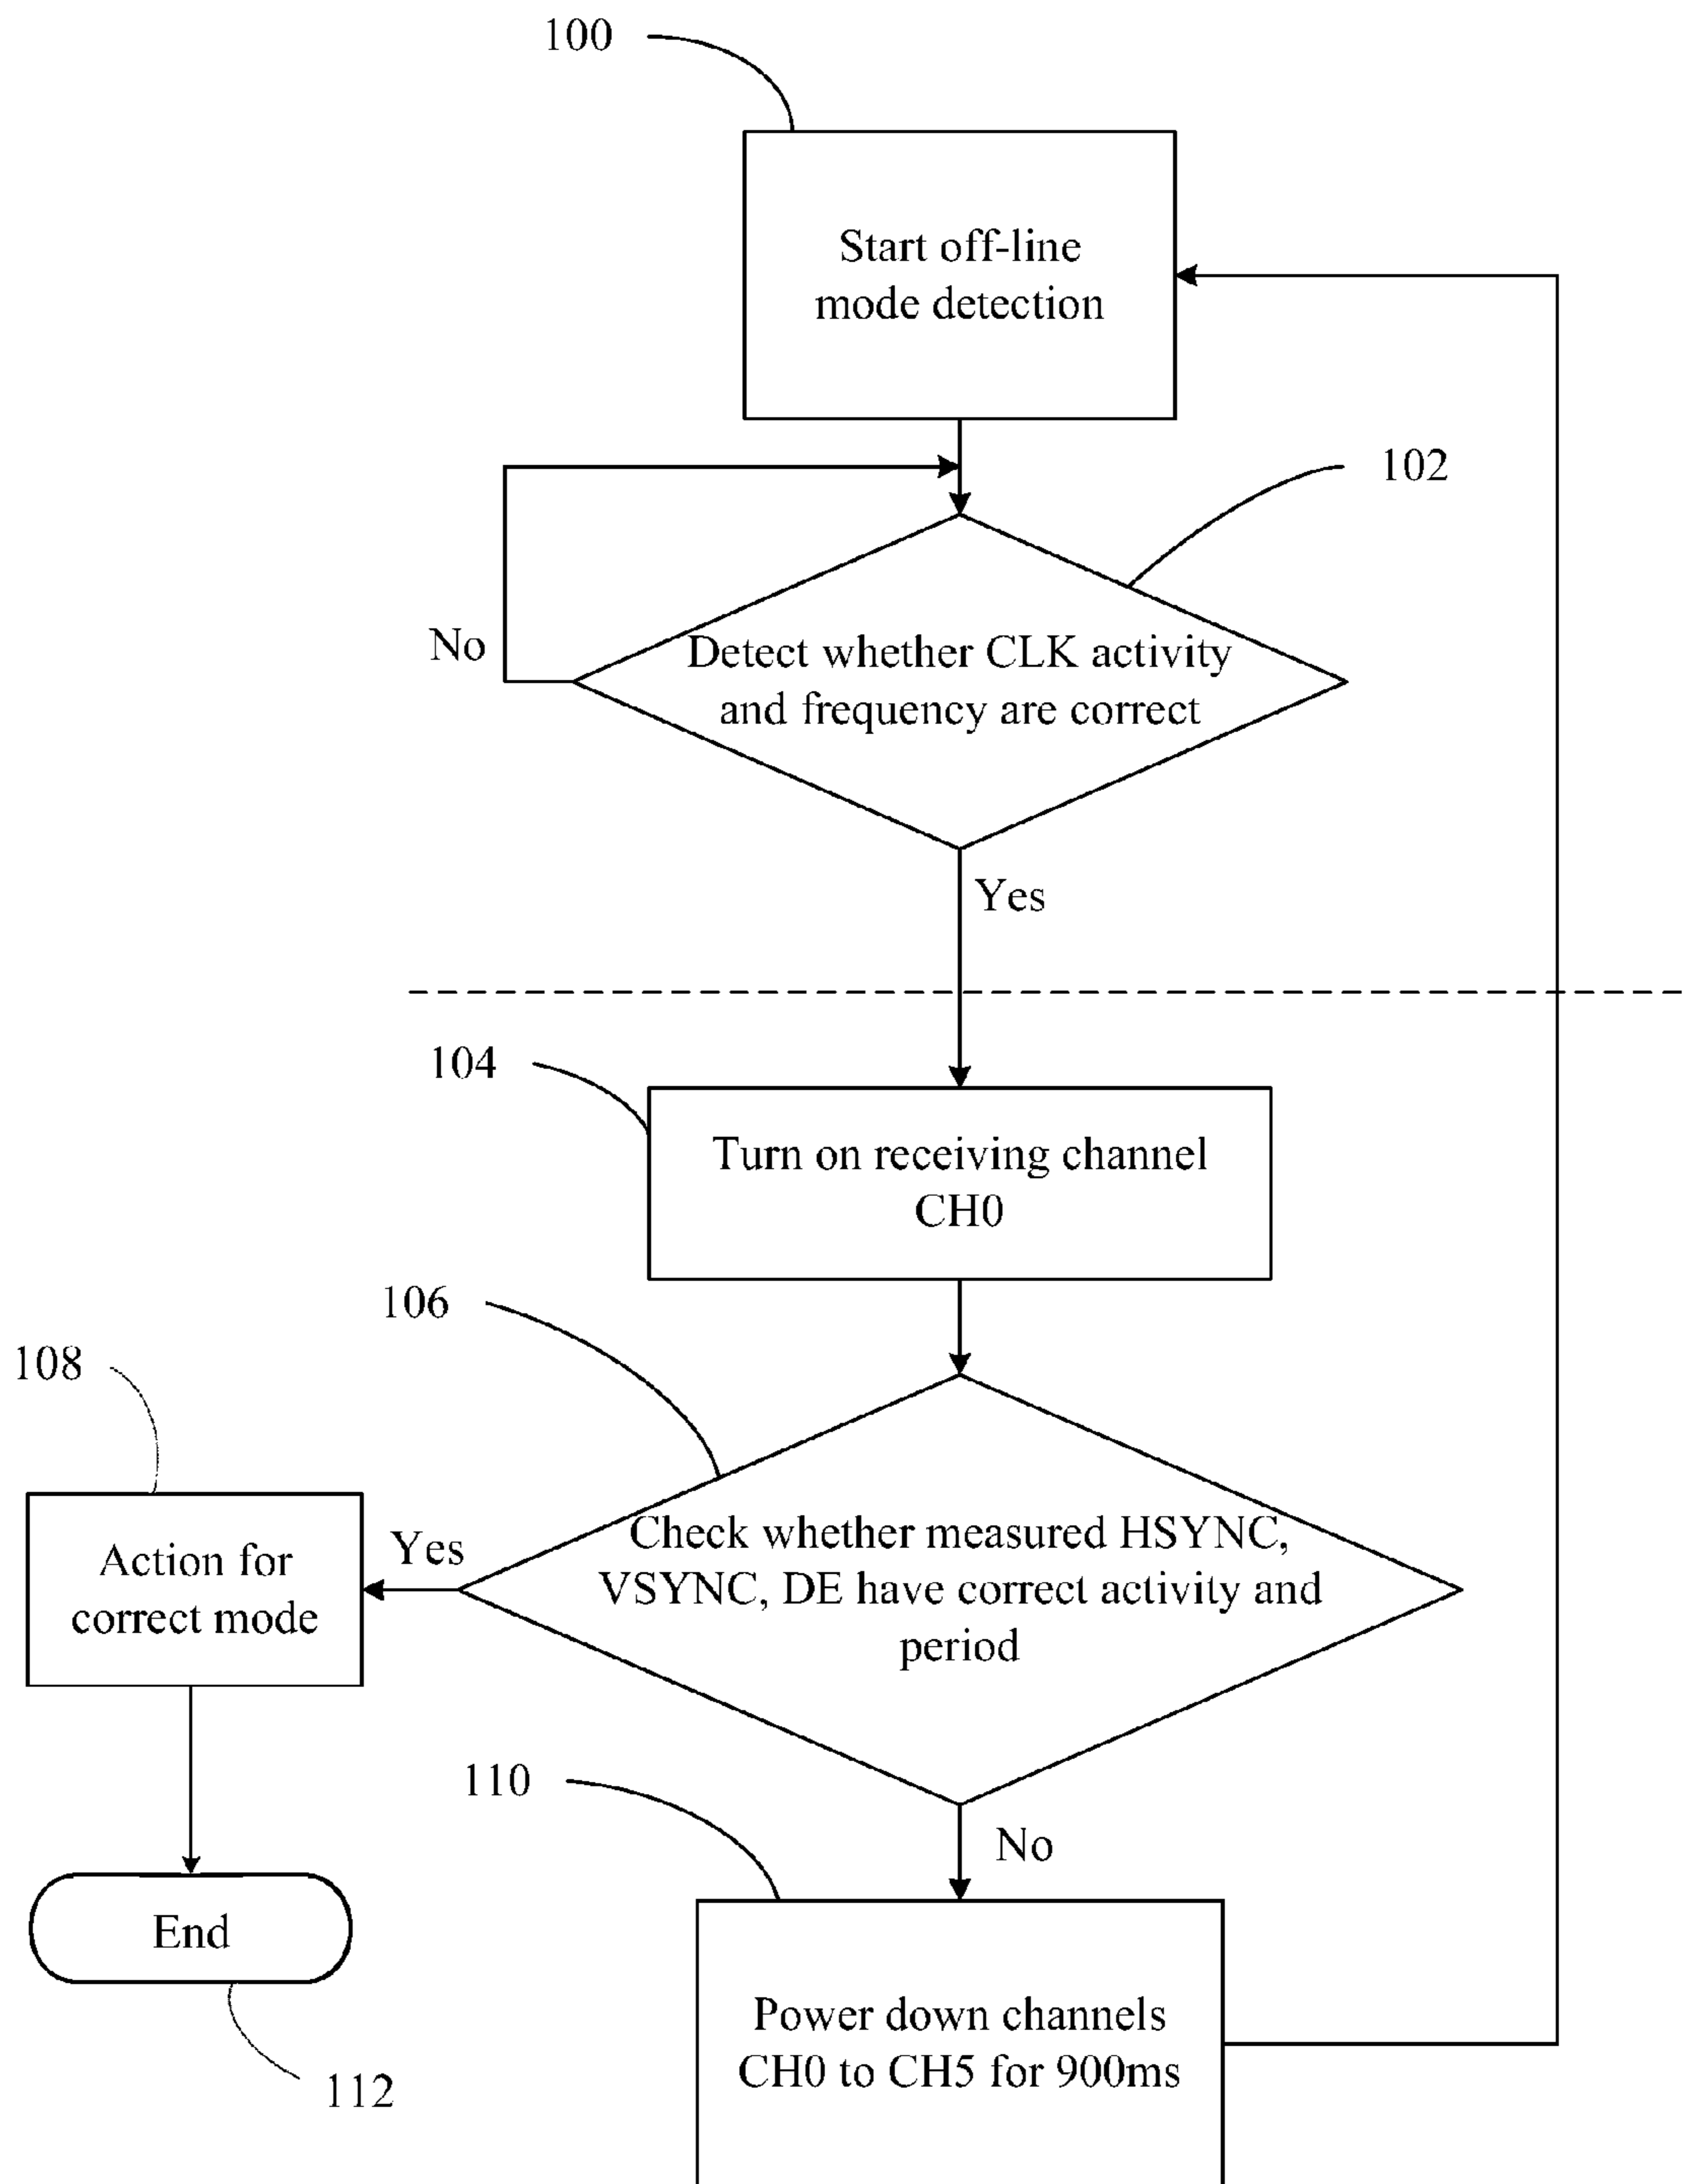 100
Start off-line
mode detection
102
No
Detect whether CLK activity
and frequency are correct
Yes
104
Turn on receiving channel
CH0
106
108
Check whether measured HSYNC,
VSYNC, DE have correct activity and
period
Yes
Action for
correct mode
110
No
End
Power down channels
CH0 to CH5 for 900ms
112